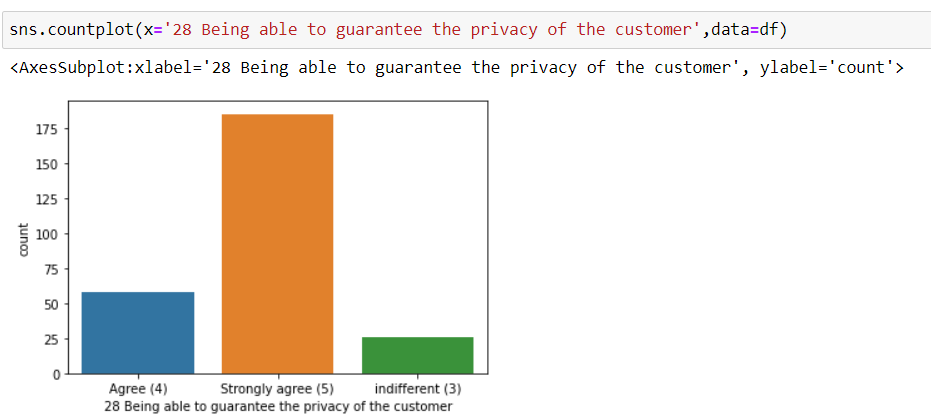 sns.countplot(x='28 Being able to guarantee the privacy of the customer',data=df)
<AxesSubplot:xlabel='28 Being able to guarantee the privacy of the customer', ylabel='count'>
175
150
125
100
75
50
25
0
count
Agree (4) Strongly agree (5) indifferent (3)
28 Being able to guarantee the privacy of the customer